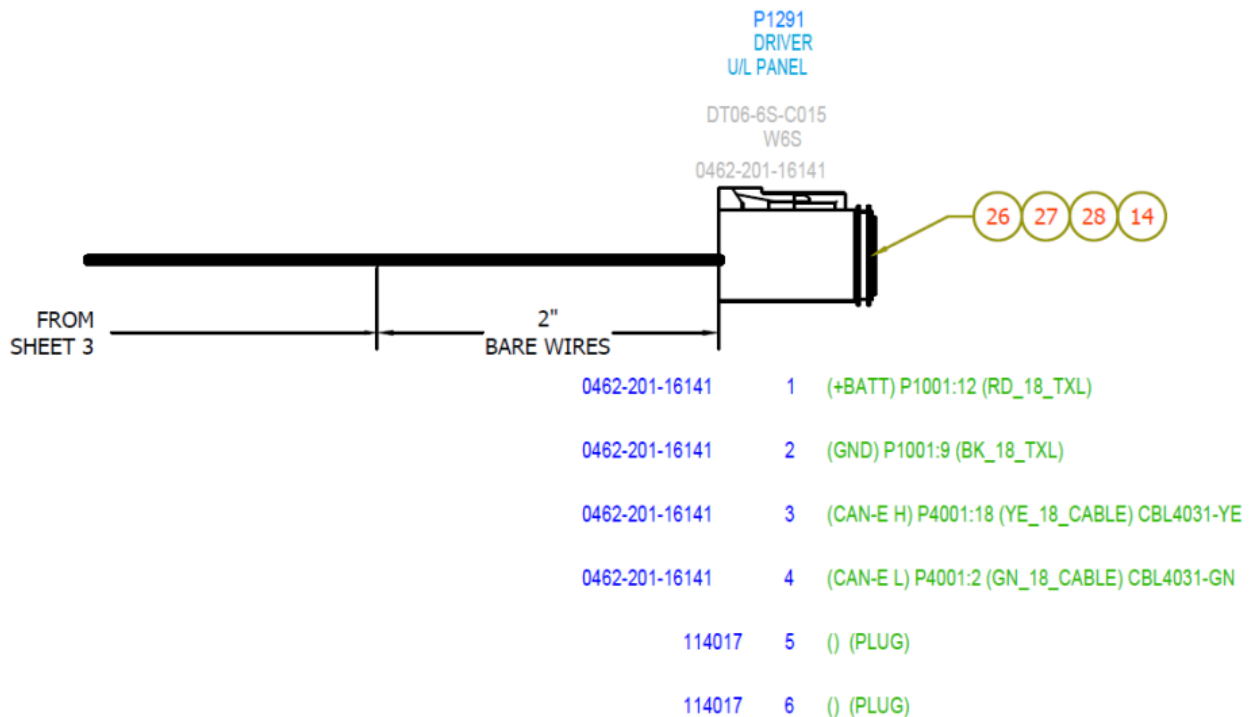 P1291
DRIVER
U/L PANEL
DT06-6S-C015
W6S
0462-201-16141
26 27 28 14
FROM
SHEET 3
2"
BARE WIRES
0462-201-16141 1 (+BATT) P1001:12 (RD_18_TXL)
0462-201-16141 2 (GND) P1001:9 (BK_18_TXL)
0462-201-16141 3 (CAN-E H) P4001:18 (YE_18_CABLE) CBL4031-YE
0462-201-16141 4 (CAN-E L) P4001:2 (GN_18_CABLE) CBL4031-GN
114017 5 () (PLUG)
114017 6 () (PLUG)